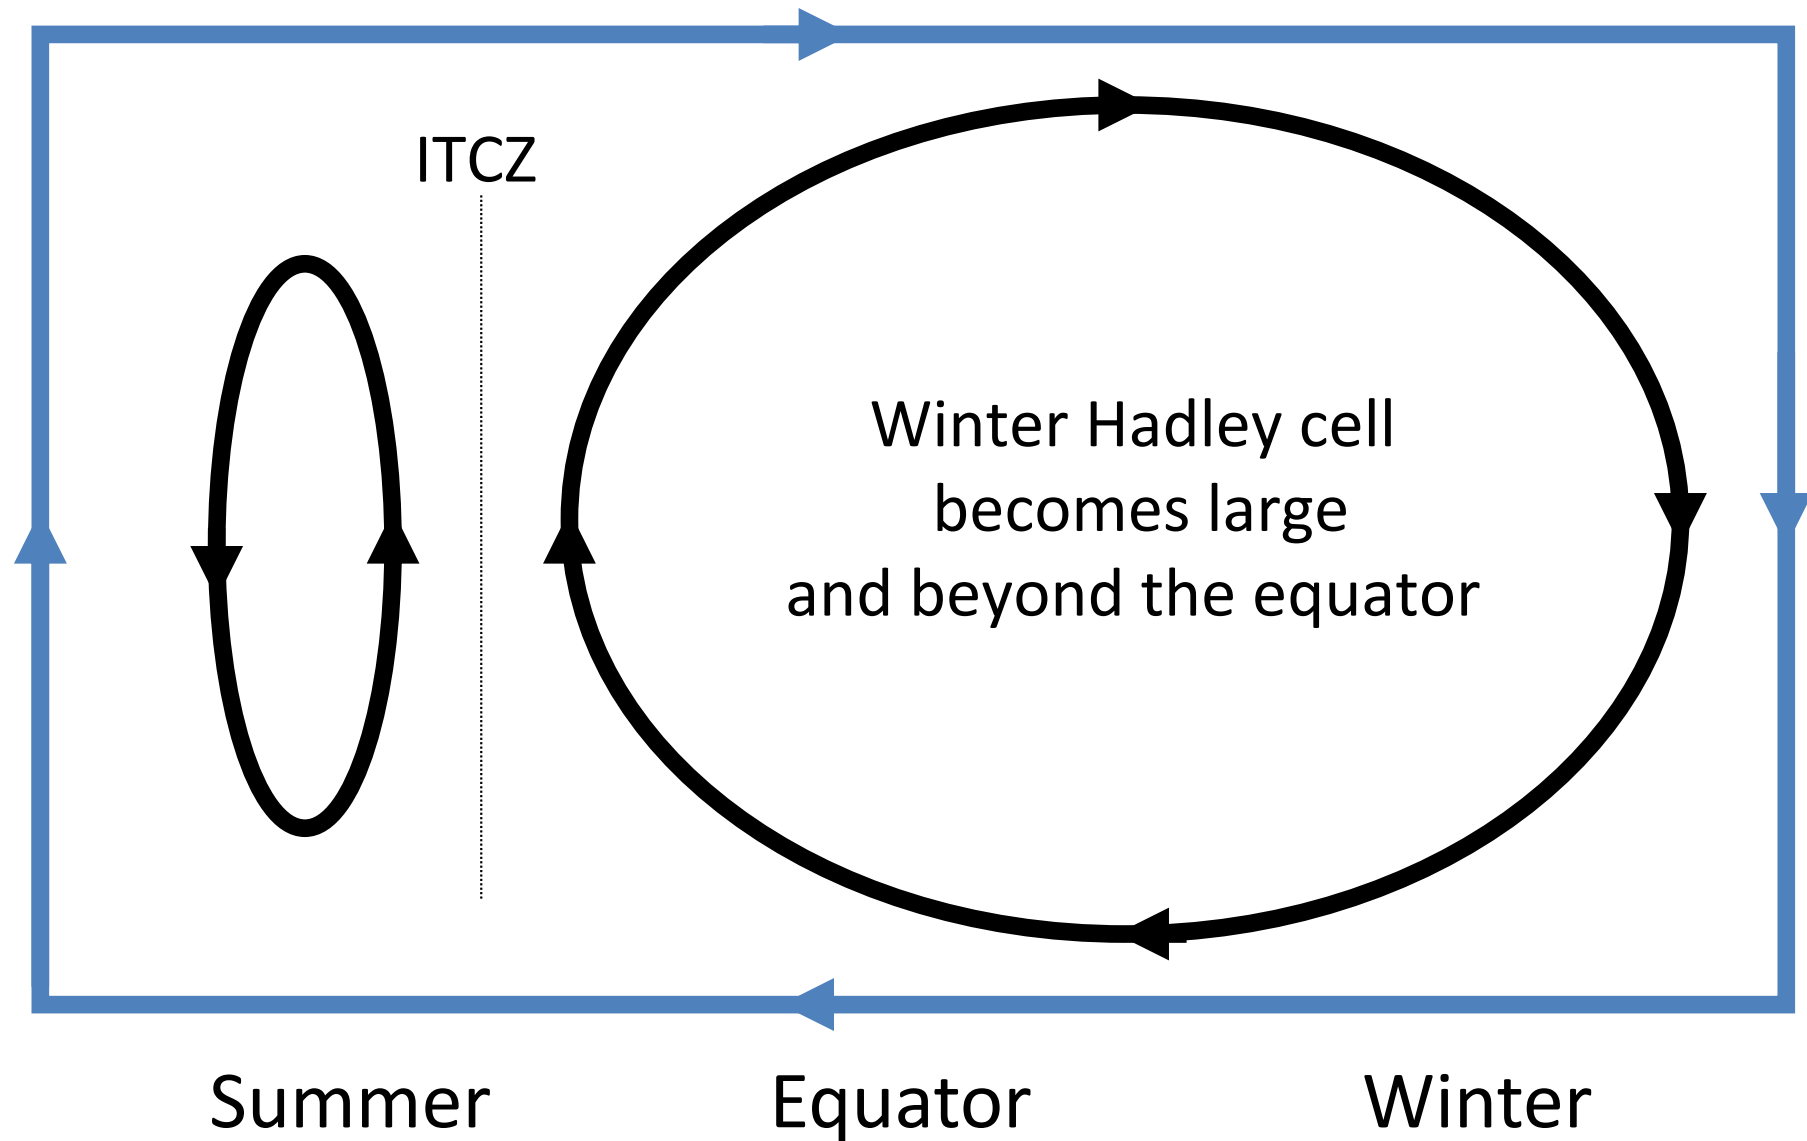 ITCZ
Winter Hadley cell
becomes large
and beyond the equator
Summer Equator Winter